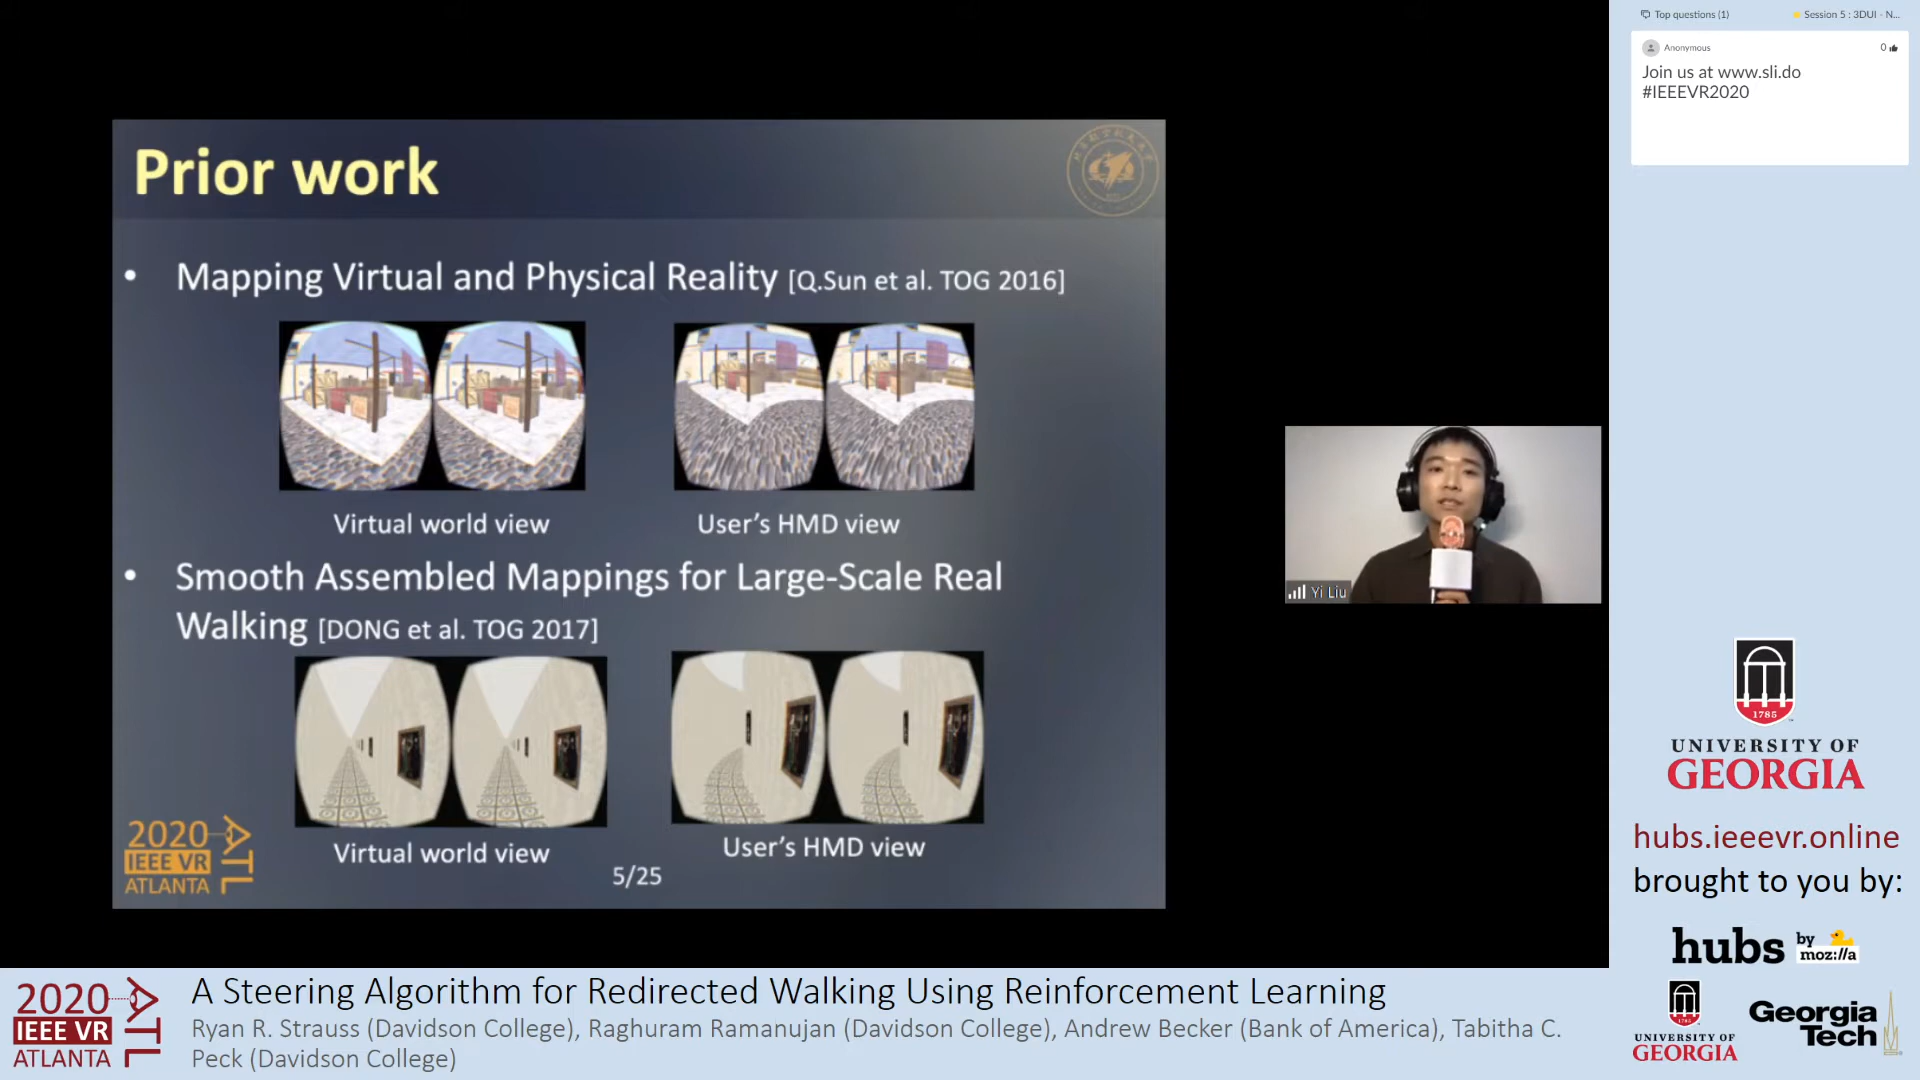 Prior work
• Mapping Virtual and Physical Reality [Q.Sun et al. TOG 2016]
Virtual world view
User's HMD view
• Smooth Assembled Mappings for Large-Scale Real
Walking [DONG et al. TOG 2017]
Virtual world view
User's HMD view
2020
IEEE VR
ATLANTA
ATL
5/25
Yi Liu
Top questions (1)
Session 5 : 3DUI - N...
Anonymous
0
Join us at www.sli.do
#IEEEVR2020
1785
UNIVERSITY OF
GEORGIA
hubs.ieeevr.online
brought to you by:
hubs by
moz://a
UNIVERSITY OF
GEORGIA
Georgia
Tech
2020
IEEE VR
ATLANTA
ATL
A Steering Algorithm for Redirected Walking Using Reinforcement Learning
Ryan R. Strauss (Davidson College), Raghuram Ramanujan (Davidson College), Andrew Becker (Bank of America), Tabitha C.
Peck (Davidson College)